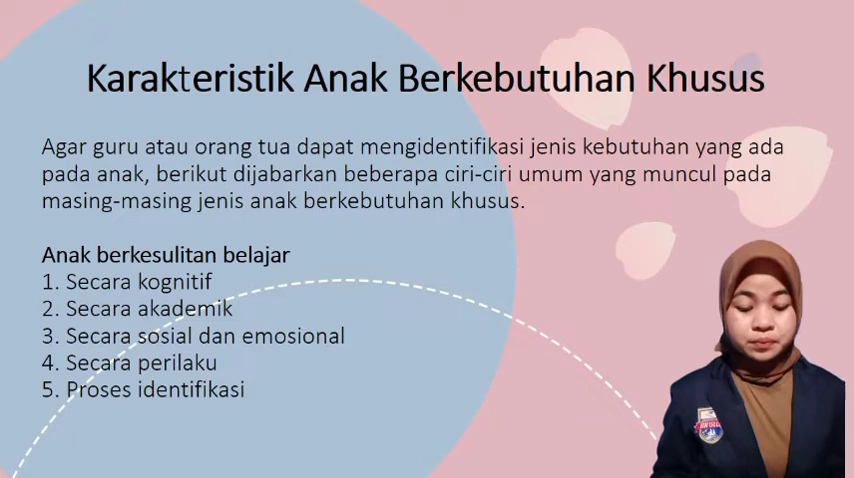 Karakteristik Anak Berkebutuhan Khusus
Agar guru atau orang tua dapat mengidentifikasi jenis kebutuhan yang ada
pada anak, berikut dijabarkan beberapa ciri-ciri umum yang muncul pada
masing-masing jenis anak berkebutuhan khusus.
Anak berkesulitan belajar
1. Secara kognitif
2. Secara akademik
3. Secara sosial dan emosional
4. Secara perilaku
5. Proses identifikasi